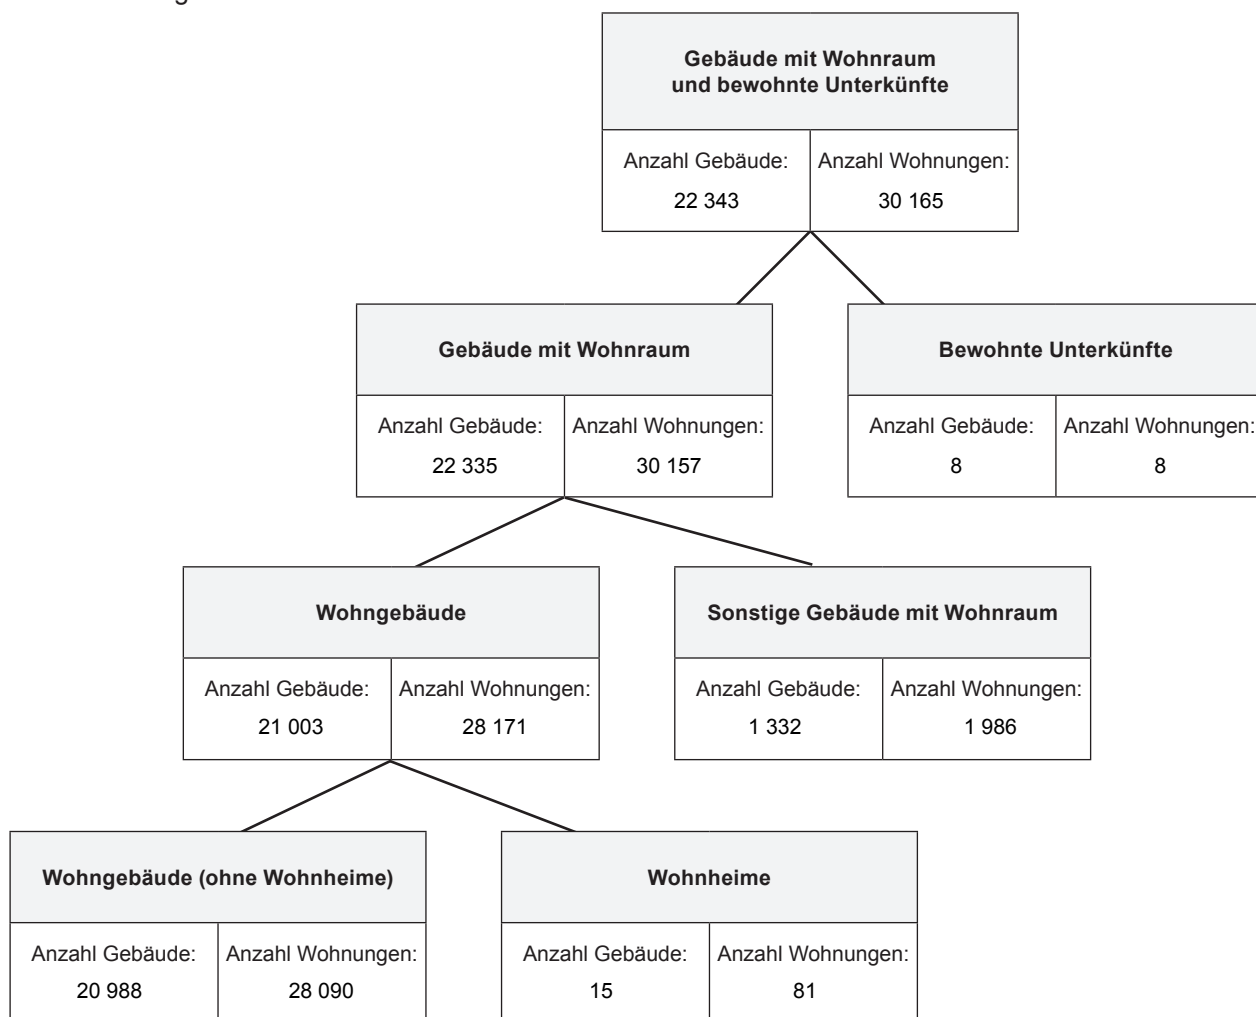 Gebäude mit Wohnraum
und bewohnte Unterkünfte
Anzahl Gebäude: Anzahl Wohnungen:
22 343 30 165
Gebäude mit Wohnraum
Anzahl Gebäude: Anzahl Wohnungen:
22 335 30 157
Bewohnte Unterkünfte
Anzahl Gebäude: Anzahl Wohnungen:
8 8
Wohngebäude
Anzahl Gebäude: Anzahl Wohnungen:
21 003 28 171
Sonstige Gebäude mit Wohnraum
Anzahl Gebäude: Anzahl Wohnungen:
1 332 1 986
Wohngebäude (ohne Wohnheime)
Anzahl Gebäude: Anzahl Wohnungen:
20 988 28 090
Wohnheime
Anzahl Gebäude: Anzahl Wohnungen:
15 81